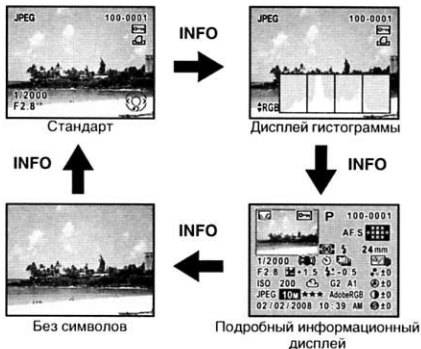 JPEG 100-0001
1/2000
F2.8
Стандарт
INFO
JPEG 100-0001
RGB
Дисплей гистограммы
INFO
P 100-0001
AF.S
24mm
1/2000
F2.8 +1.5 -0.5 ±0
ISO 200 G2 A1 ±0
JPEG 10M ★★★ AdobeRGB ±0
02/02/2008 10:39 AM ±0
Подробный информационный
дисплей
INFO
Без символов
INFO